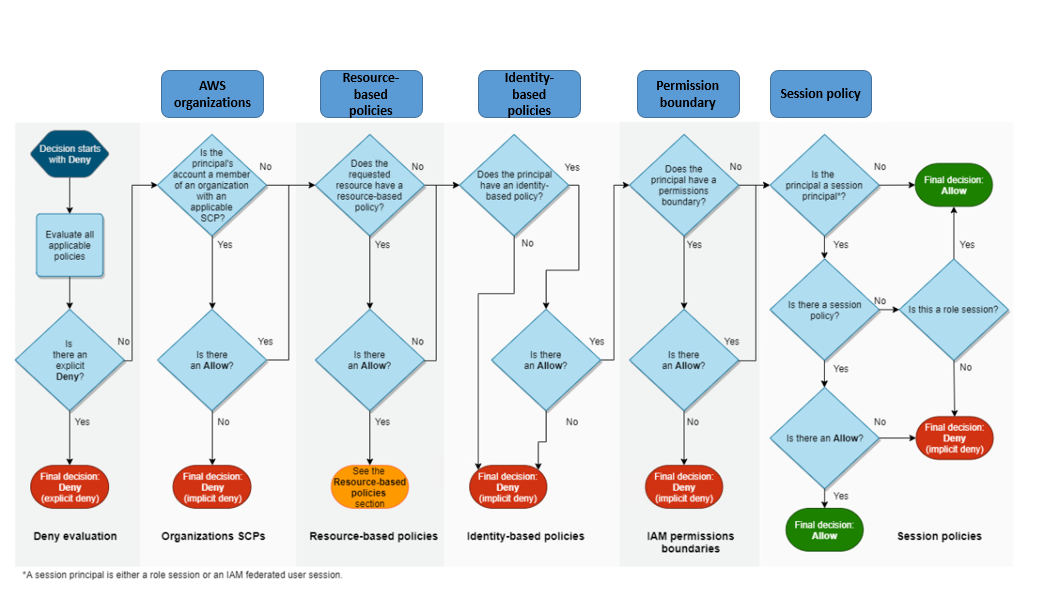 AWS
organizations
Resource-
based
policies
Identity-
based
policies
Permission
boundary
Session policy
Decision starts
with Deny
Evaluate all
applicable
policies
Is
there an
explicit
Deny?
No
Yes
Final decision:
Deny
(explicit deny)
Deny evaluation
Is the
principal's
account a member
of an organization
with an
applicable
SCP?
No
Yes
Is there
an Allow?
Yes
No
Final decision:
Deny
(implicit deny)
Organizations SCPs
Does the
requested
resource have a
resource-based
policy?
No
Yes
Is there
an Allow?
No
Yes
See the
Resource-based
policies
section
Resource-based policies
Does the principal
have an identity-
based policy?
Yes
No
Is there
an Allow?
Yes
No
Final decision:
Deny
(implicit deny)
Identity-based policies
Does the
principal have a
permissions
boundary?
No
Yes
Is there
an Allow?
Yes
No
Final decision:
Deny
(implicit deny)
IAM permissions
boundaries
Is the
principal a session
principal*?
No
Final decision:
Allow
Yes
Is there a session
policy?
No
Is this a role session?
Yes
No
Yes
Is there an Allow?
No
Final decision:
Deny
(implicit deny)
Yes
Final decision:
Allow
Session policies
*A session principal is either a role session or an IAM federated user session.